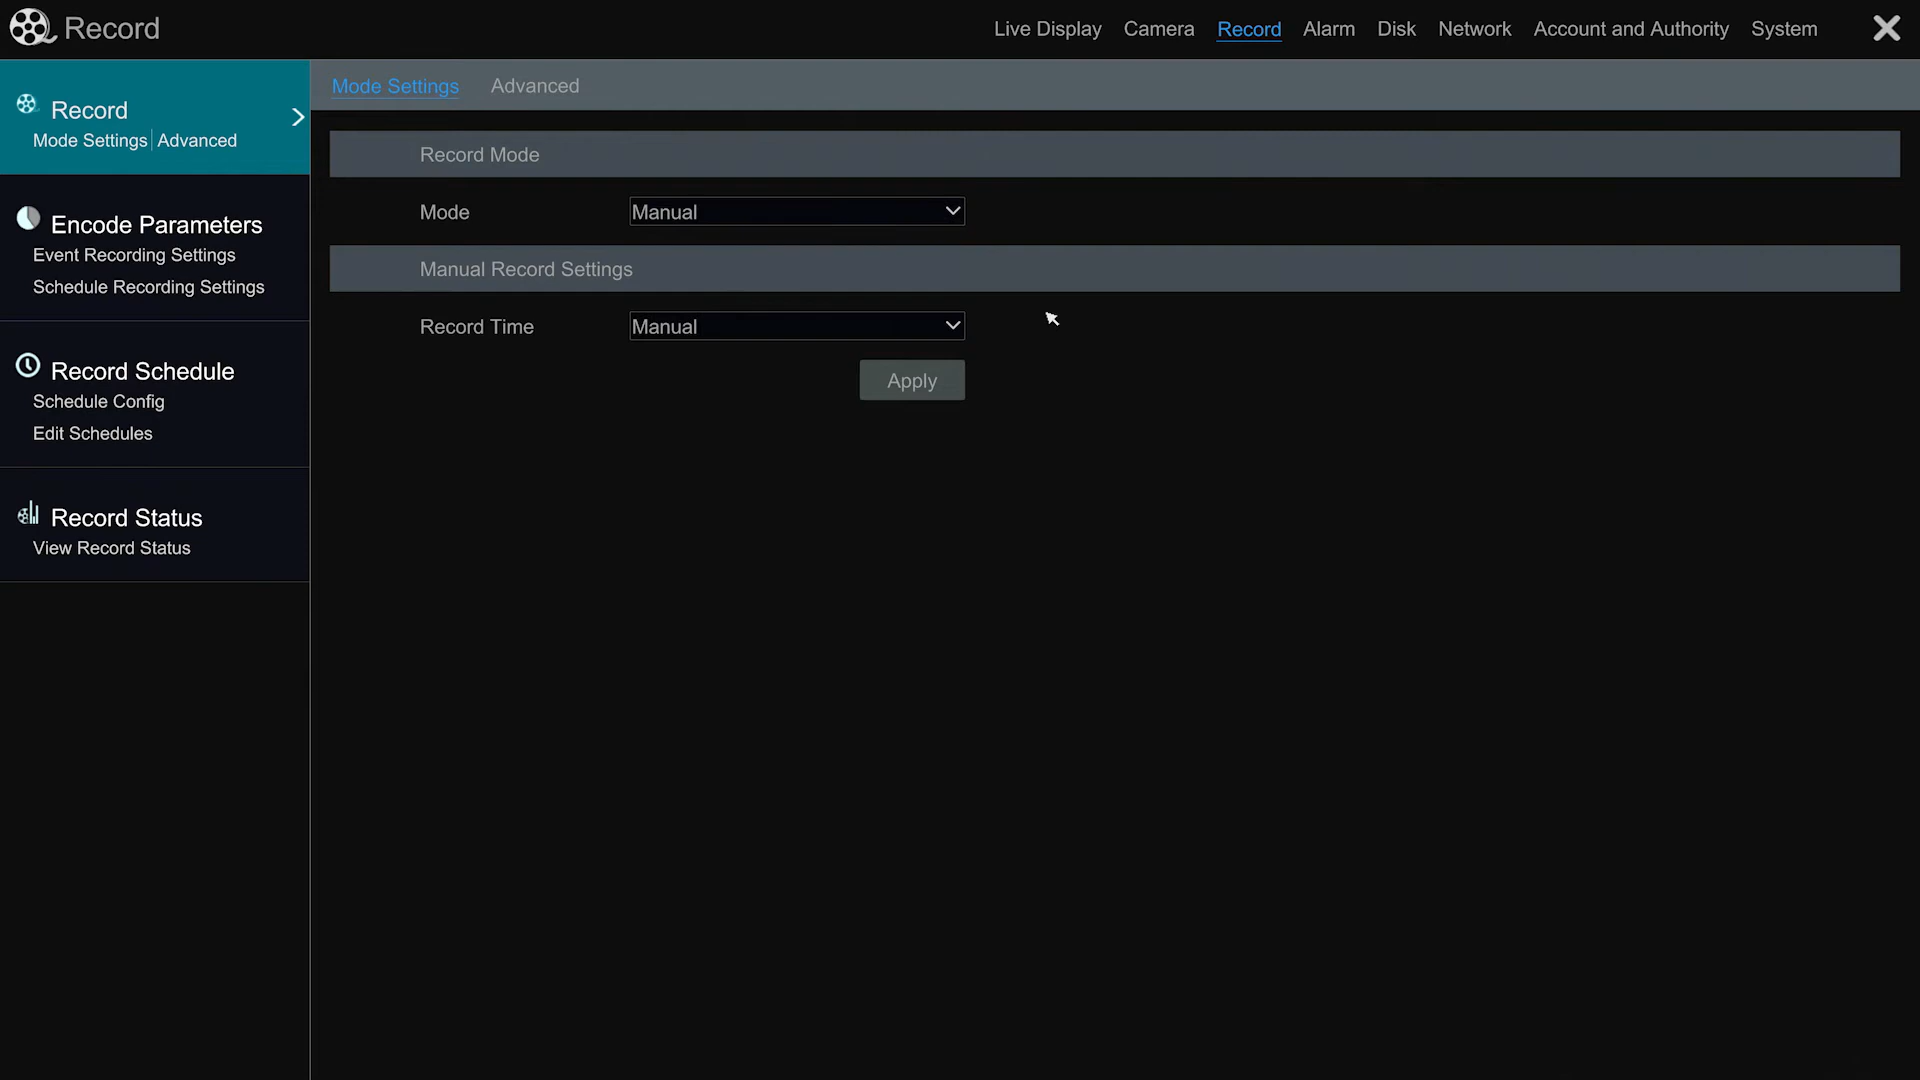 Record
Live Display Camera Record Alarm Disk Network Account and Authority System
Record
Mode Settings | Advanced
Encode Parameters
Event Recording Settings
Schedule Recording Settings
Record Schedule
Schedule Config
Edit Schedules
Record Status
View Record Status
Mode Settings Advanced
Record Mode
Mode Manual
Manual Record Settings
Record Time Manual
Apply